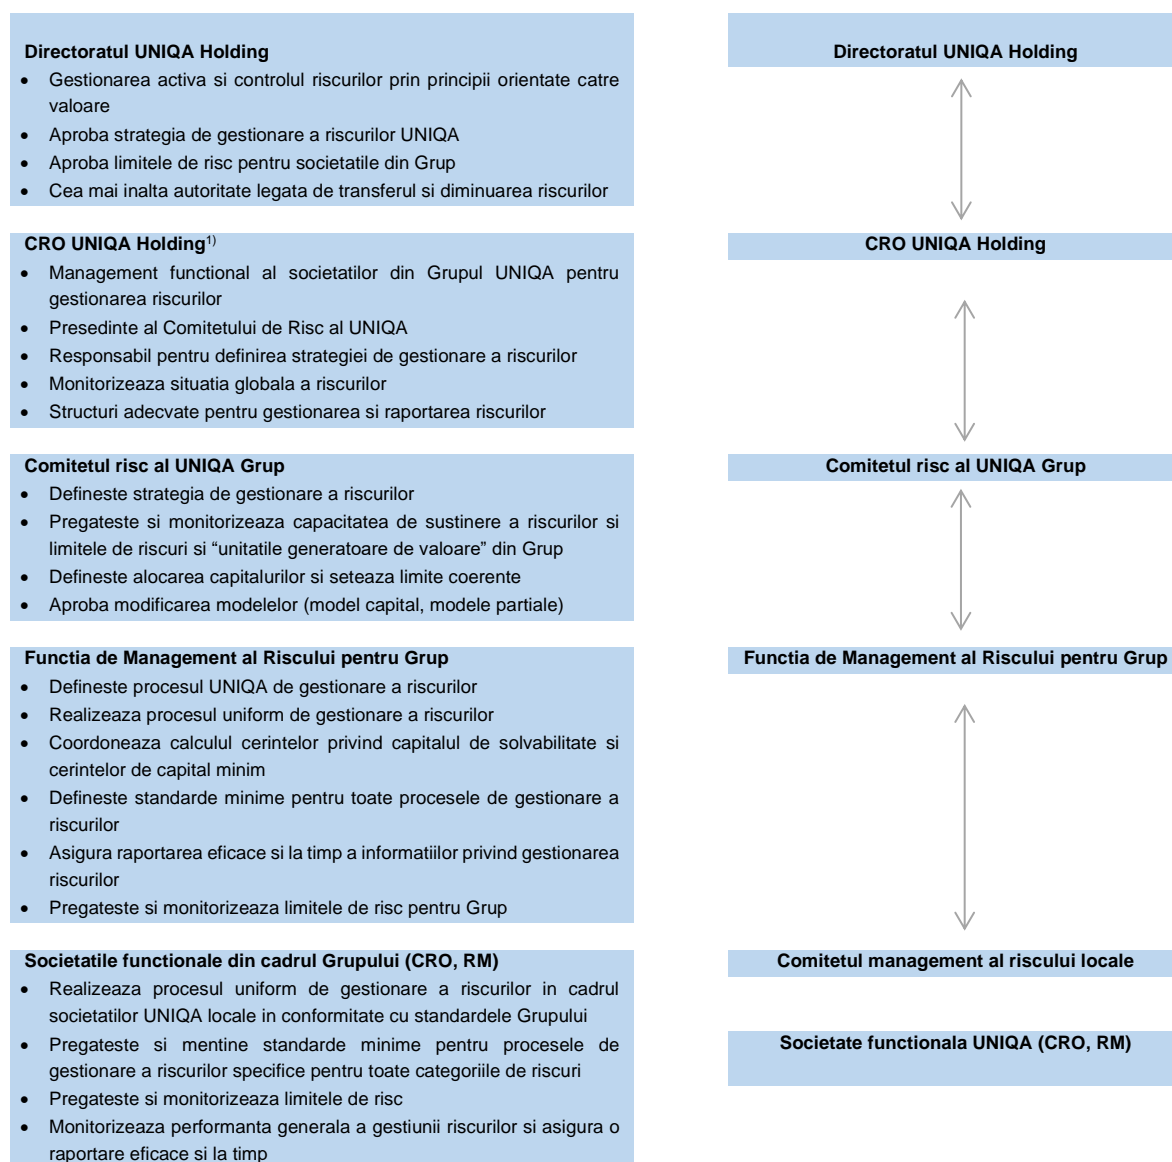 Directoratul UNIQA Holding
• Gestionarea activa si controlul riscurilor prin principii orientate catre
valoare
• Aproba strategia de gestionare a riscurilor UNIQA
• Aproba limitele de risc pentru societatile din Grup
• Cea mai inalta autoritate legata de transferul si diminuarea riscurilor
CRO UNIQA Holding1)
• Management functional al societatilor din Grupul UNIQA pentru
gestionarea riscurilor
• Presedinte al Comitetului de Risc al UNIQA
• Responsabil pentru definirea strategiei de gestionare a riscurilor
• Monitorizeaza situatia globala a riscurilor
• Structuri adecvate pentru gestionarea si raportarea riscurilor
Comitetul risc al UNIQA Grup
• Defineste strategia de gestionare a riscurilor
• Pregateste si monitorizeaza capacitatea de sustinere a riscurilor si
limitele de riscuri si “unitatile generatoare de valoare” din Grup
• Defineste alocarea capitalurilor si seteaza limite coerente
• Aproba modificarea modelelor (model capital, modele partiale)
Functia de Management al Riscului pentru Grup
• Defineste procesul UNIQA de gestionare a riscurilor
• Realizeaza procesul uniform de gestionare a riscurilor
• Coordoneaza calculul cerintelor privind capitalul de solvabilitate si
cerintelor de capital minim
• Defineste standarde minime pentru toate procesele de gestionare a
riscurilor
• Asigura raportarea eficace si la timp a informatiilor privind gestionarea
riscurilor
• Pregateste si monitorizeaza limitele de risc pentru Grup
Societatile functionale din cadrul Grupului (CRO, RM)
• Realizeaza procesul uniform de gestionare a riscurilor in cadrul
societatilor UNIQA locale in conformitate cu standardele Grupului
• Pregateste si mentine standarde minime pentru procesele de
gestionare a riscurilor specifice pentru toate categoriile de riscuri
• Pregateste si monitorizeaza limitele de risc
• Monitorizeaza performanta generala a gestiunii riscurilor si asigura o
raportare eficace si la timp
Directoratul UNIQA Holding
CRO UNIQA Holding
Comitetul risc al UNIQA Grup
Functia de Management al Riscului pentru Grup
Comitetul management al riscului locale
Societate functionala UNIQA (CRO, RM)